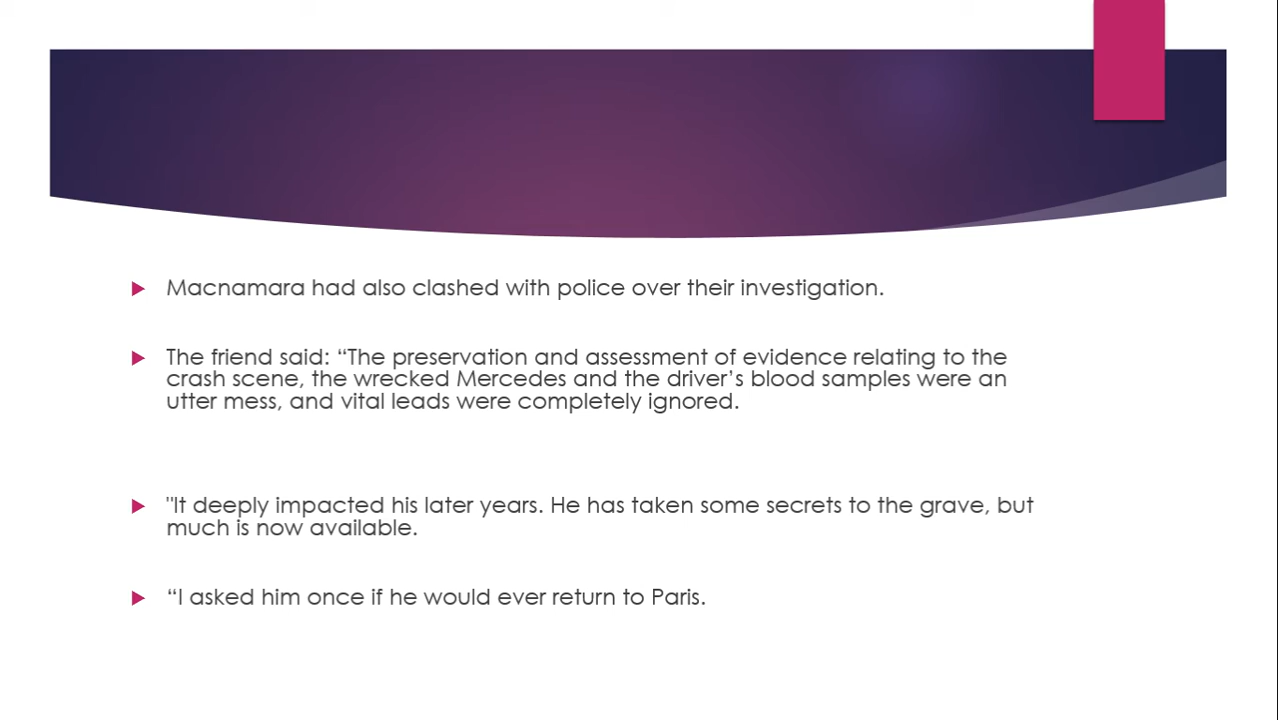 Macnamara had also clashed with police over their investigation.
The friend said: “The preservation and assessment of evidence relating to the
crash scene, the wrecked Mercedes and the driver’s blood samples were an
utter mess, and vital leads were completely ignored.
"It deeply impacted his later years. He has taken some secrets to the grave, but
much is now available.
“I asked him once if he would ever return to Paris.